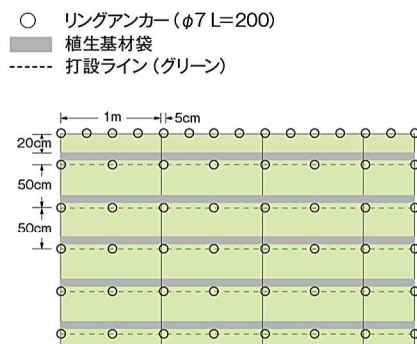 リングアンカー(φ7 L=200)
植生基材袋
打設ライン(グリーン)
1m
5cm
20cm
50cm
50cm